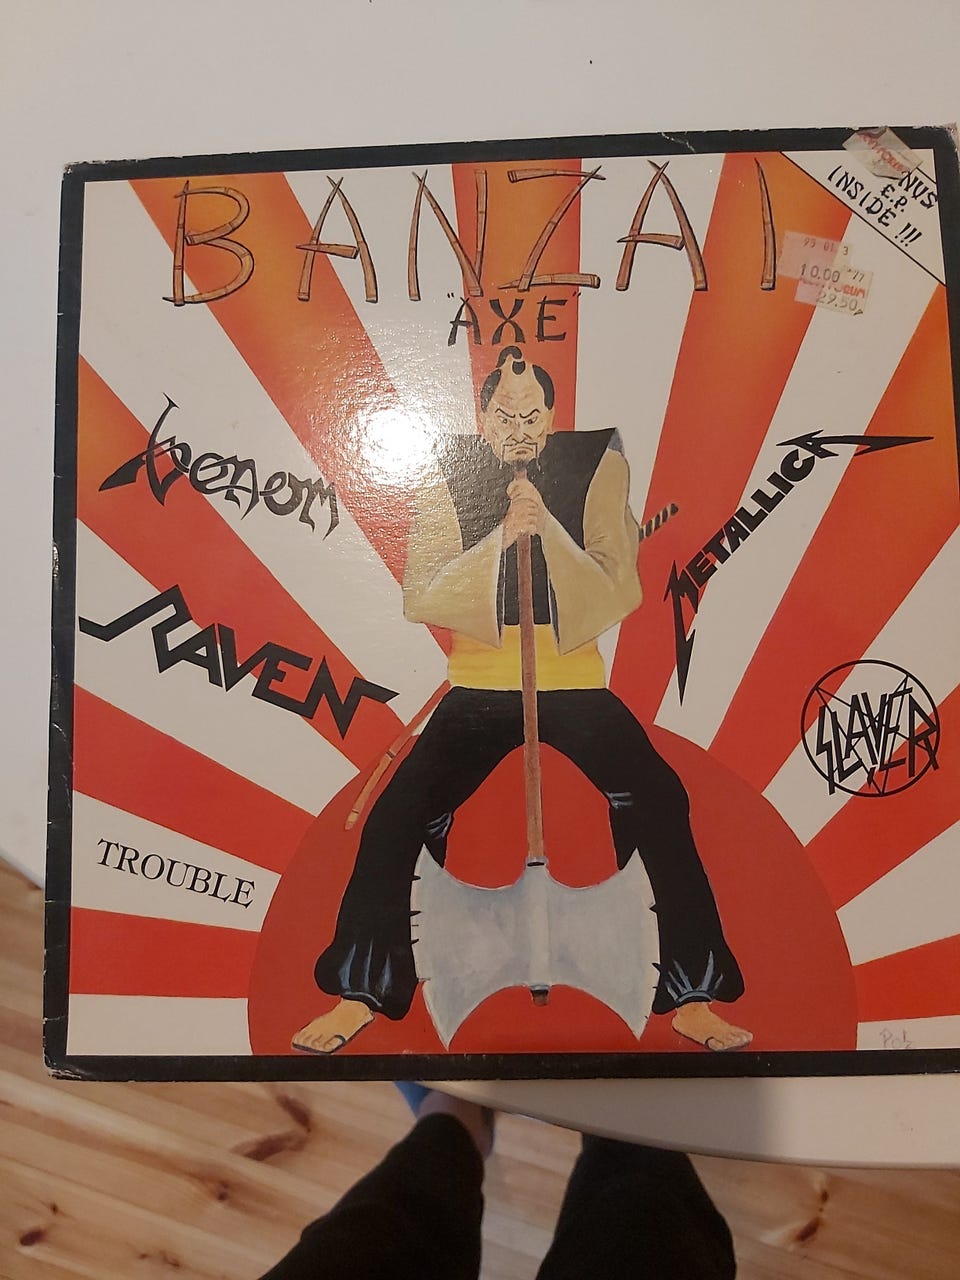 BANZAI
"AXE"
INSIDE !!!
E.P.
10.00
29.50
venom
METALLICA
RAVEN
SLAYER
TROUBLE